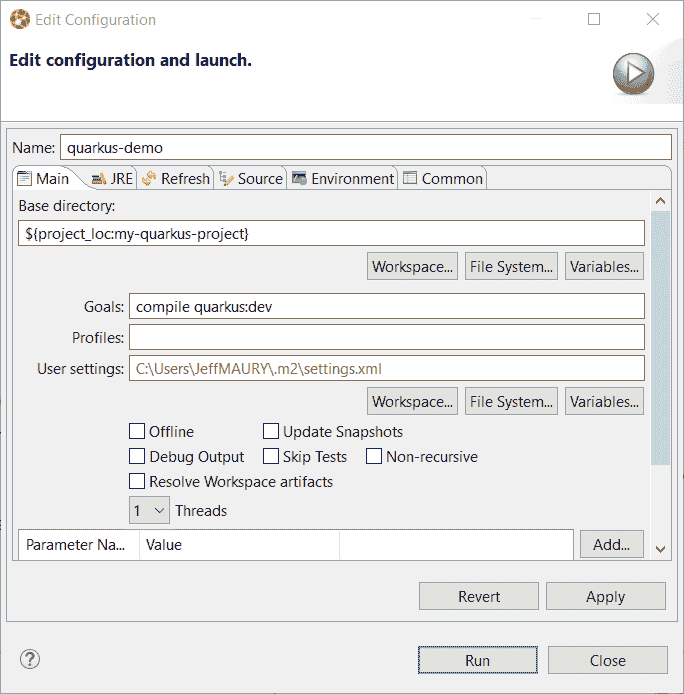 Edit Configuration
Edit configuration and launch.
Name: quarkus-demo
Main JRE Refresh Source Environment Common
Base directory:
${project_loc:my-quarkus-project}
Workspace... File System... Variables...
Goals: compile quarkus:dev
Profiles:
User settings: C:\Users\JeffMAURY\.m2\settings.xml
Workspace... File System... Variables...
Offline Update Snapshots
Debug Output Skip Tests Non-recursive
Resolve Workspace artifacts
1 Threads
Parameter Na... Value Add...
Revert Apply
? Run Close